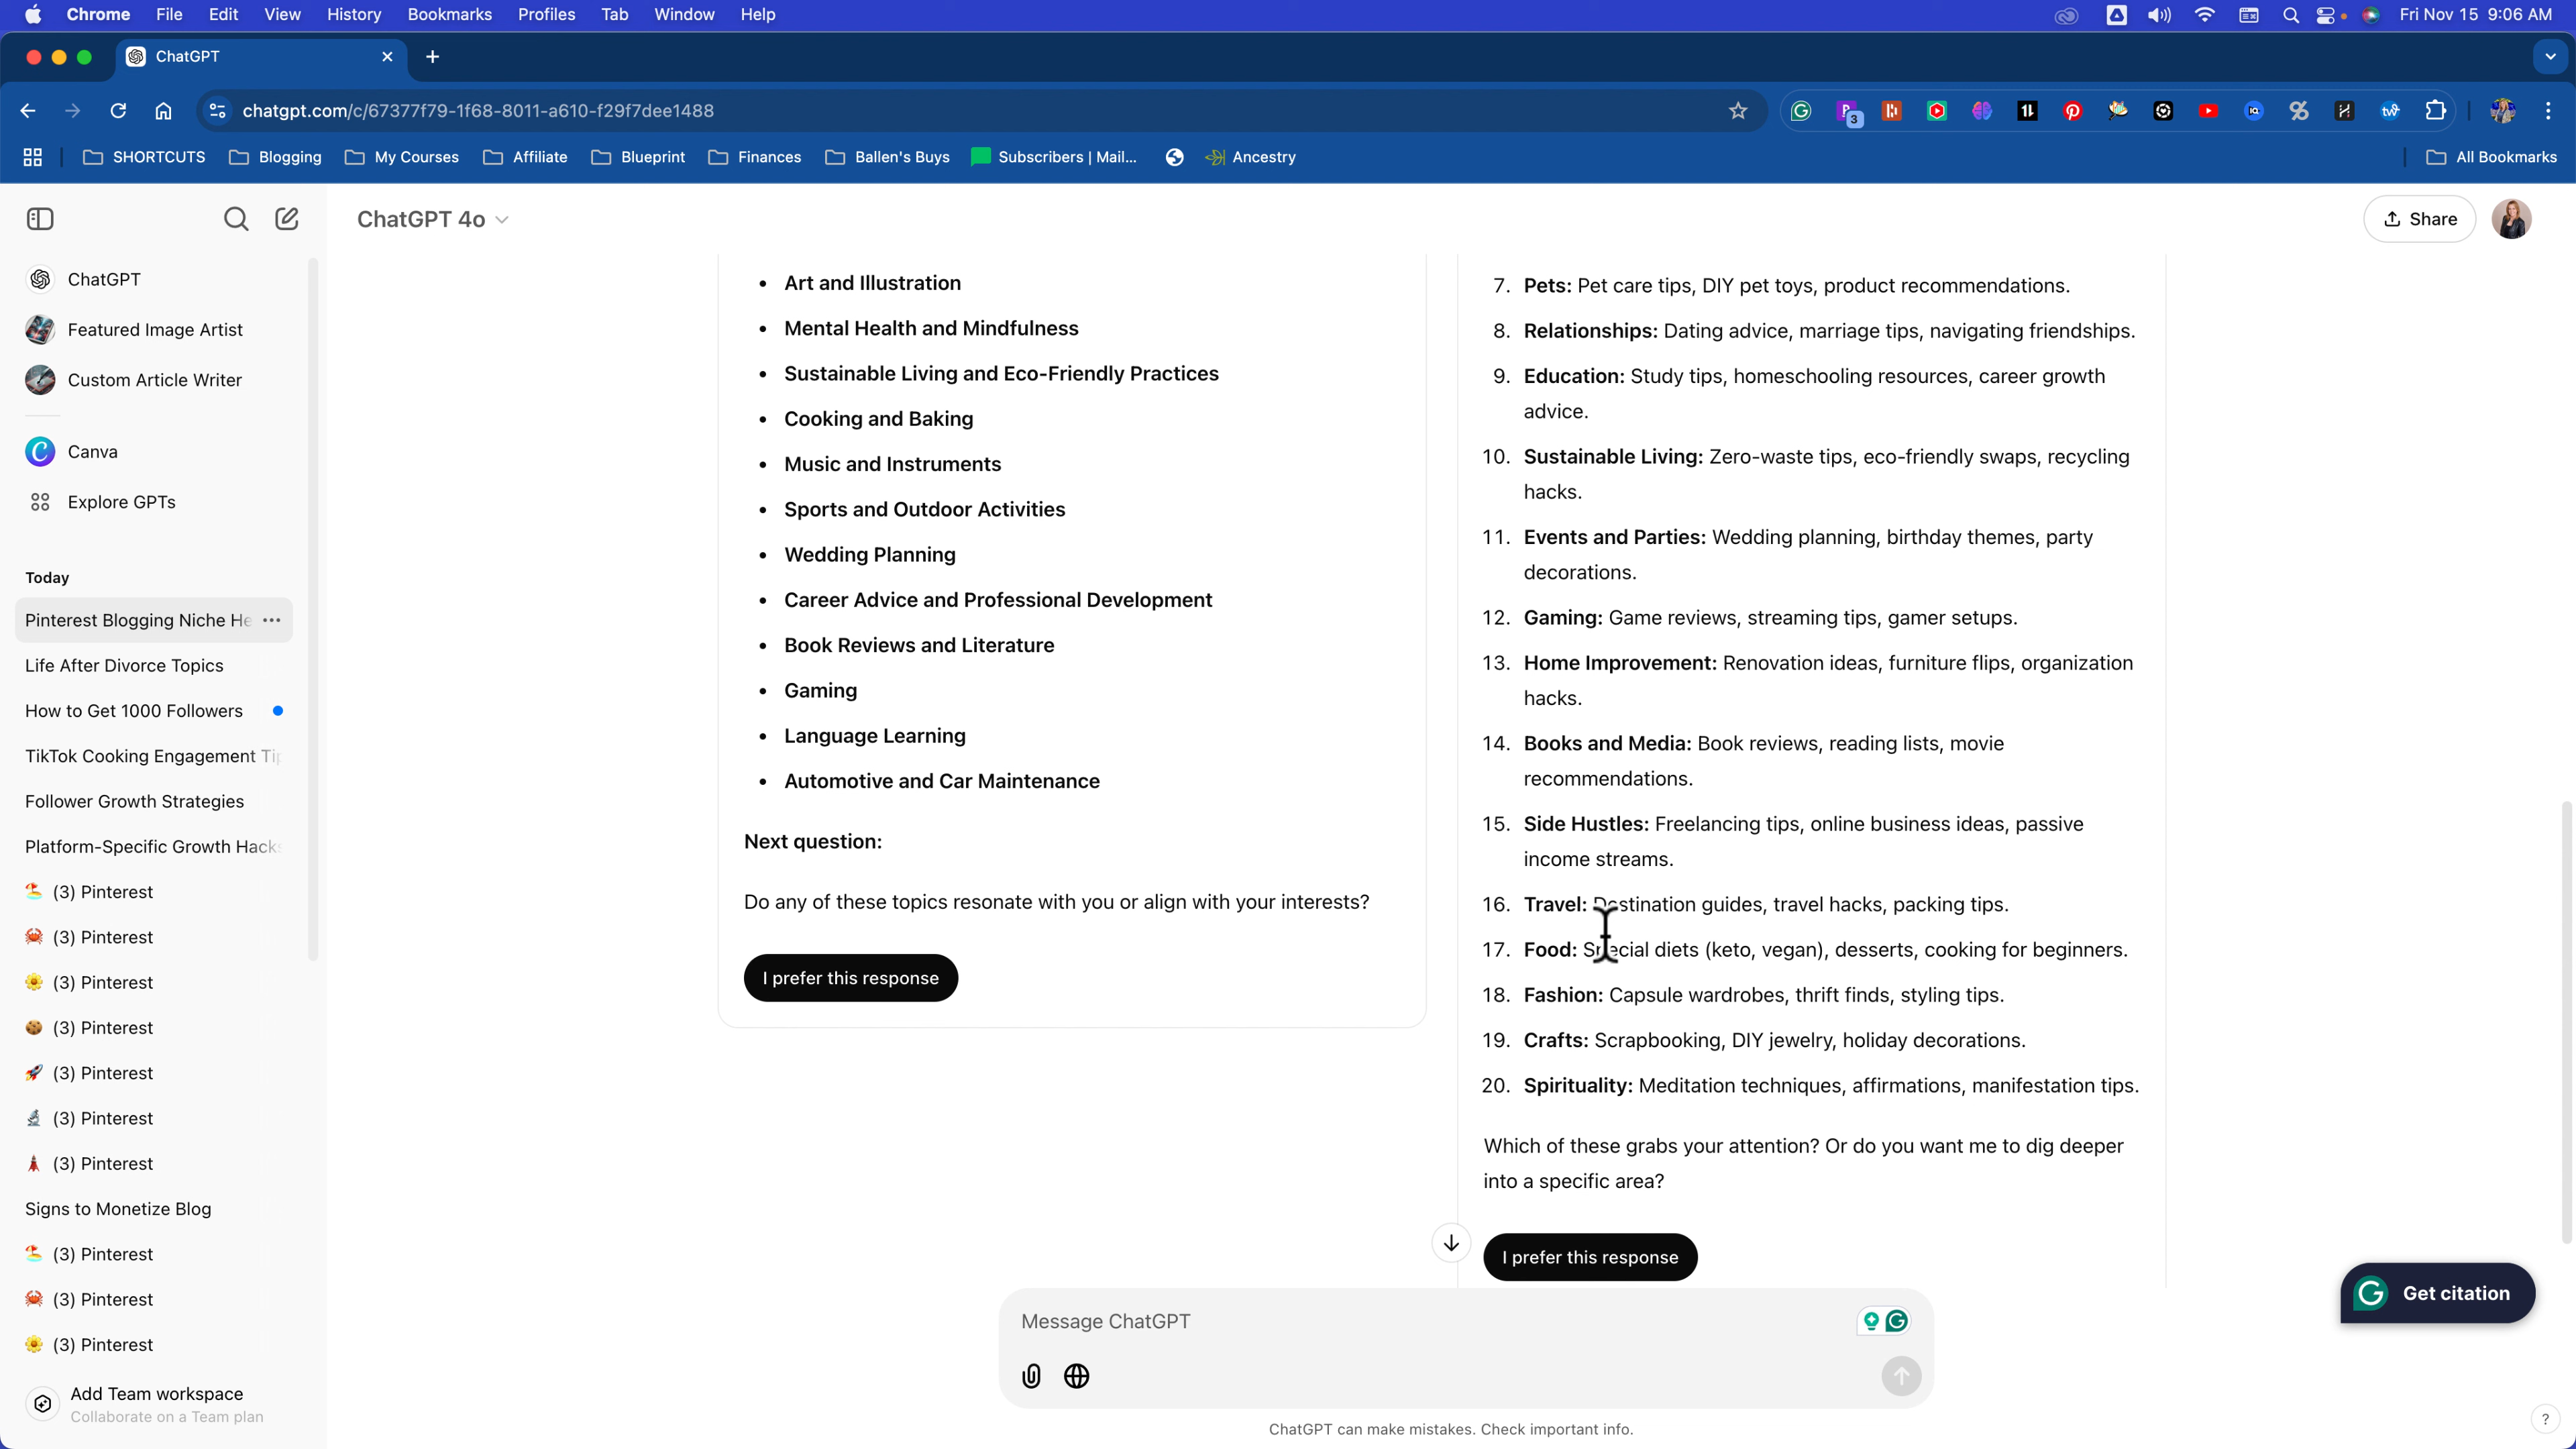 Chrome File Edit View History Bookmarks Profiles Tab Window Help Fri Nov 15 9:06 AM
ChatGPT
chatgpt.com/c/67377f79-1f68-8011-a610-f29f7dee1488
3
SHORTCUTS Blogging My Courses Affiliate Blueprint Finances Ballen's Buys Subscribers | Mail... Ancestry All Bookmarks
ChatGPT 4o
Share
ChatGPT
Featured Image Artist
Custom Article Writer
Canva
Explore GPTs
Today
Pinterest Blogging Niche He
Life After Divorce Topics
How to Get 1000 Followers
TikTok Cooking Engagement Tip
Follower Growth Strategies
Platform-Specific Growth Hacks
(3) Pinterest
(3) Pinterest
(3) Pinterest
(3) Pinterest
(3) Pinterest
(3) Pinterest
(3) Pinterest
Signs to Monetize Blog
(3) Pinterest
(3) Pinterest
(3) Pinterest
Add Team workspace
Collaborate on a Team plan
• Art and Illustration
• Mental Health and Mindfulness
• Sustainable Living and Eco-Friendly Practices
• Cooking and Baking
• Music and Instruments
• Sports and Outdoor Activities
• Wedding Planning
• Career Advice and Professional Development
• Book Reviews and Literature
• Gaming
• Language Learning
• Automotive and Car Maintenance
Next question:
Do any of these topics resonate with you or align with your interests?
I prefer this response
7. Pets: Pet care tips, DIY pet toys, product recommendations.
8. Relationships: Dating advice, marriage tips, navigating friendships.
9. Education: Study tips, homeschooling resources, career growth
advice.
10. Sustainable Living: Zero-waste tips, eco-friendly swaps, recycling
hacks.
11. Events and Parties: Wedding planning, birthday themes, party
decorations.
12. Gaming: Game reviews, streaming tips, gamer setups.
13. Home Improvement: Renovation ideas, furniture flips, organization
hacks.
14. Books and Media: Book reviews, reading lists, movie
recommendations.
15. Side Hustles: Freelancing tips, online business ideas, passive
income streams.
16. Travel: Destination guides, travel hacks, packing tips.
17. Food: Special diets (keto, vegan), desserts, cooking for beginners.
18. Fashion: Capsule wardrobes, thrift finds, styling tips.
19. Crafts: Scrapbooking, DIY jewelry, holiday decorations.
20. Spirituality: Meditation techniques, affirmations, manifestation tips.
Which of these grabs your attention? Or do you want me to dig deeper
into a specific area?
I prefer this response
Get citation
Message ChatGPT
ChatGPT can make mistakes. Check important info.
?